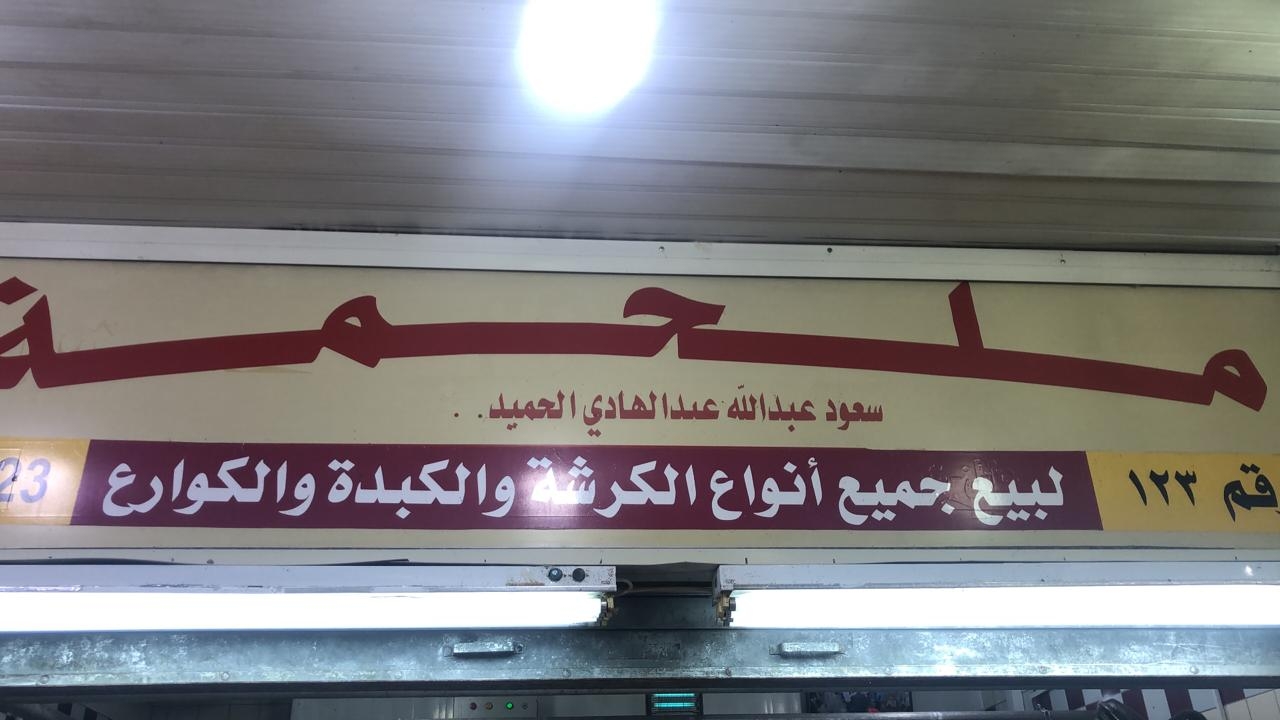 ملحمة
سعود عبدالله عبدالهادي الحميد
رقم ١٢٣ لبيع جميع أنواع الكرشة والكبدة والكوارع 23